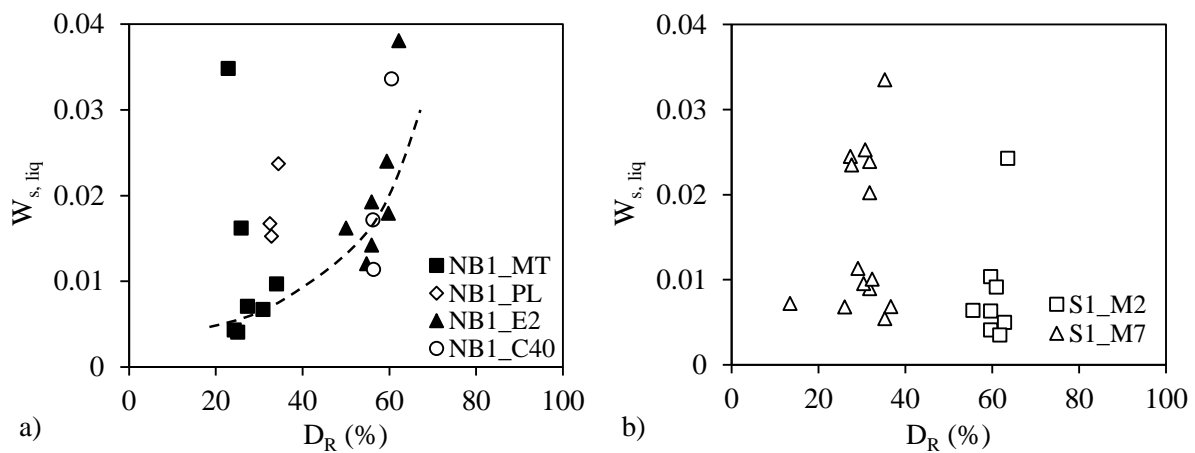 0.04
0.03
0.02
0.01
0
W s, liq
0 20 40 60 80 100
D R (%)
a)
NB1_MT
NB1_PL
NB1_E2
NB1_C40
0.04
0.03
0.02
0.01
0
W s, liq
0 20 40 60 80 100
D R (%)
b)
S1_M2
S1_M7